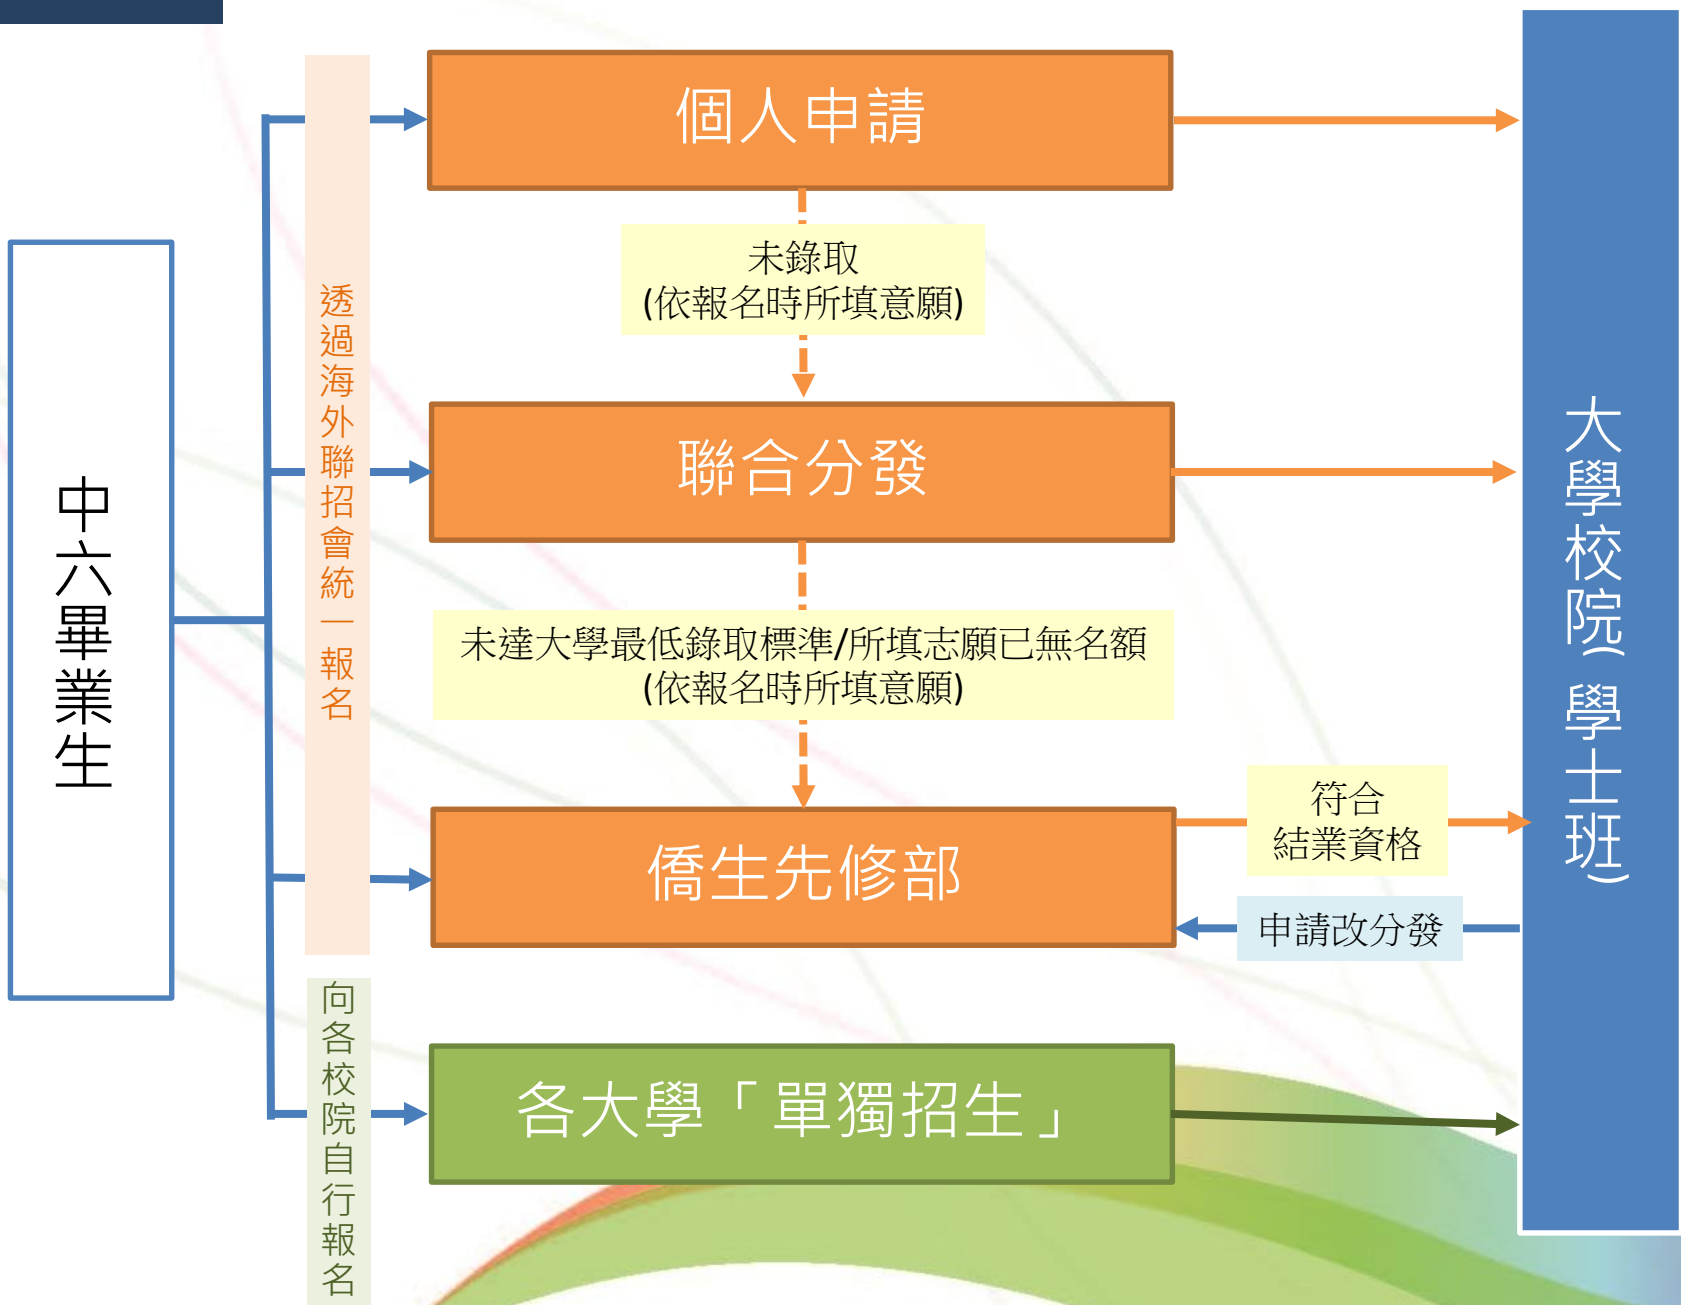 中六畢業生
透過海外聯招會統一報名
個人申請
未錄取
(依報名時所填意願)
聯合分發
未達大學最低錄取標準/所填志願已無名額
(依報名時所填意願)
僑生先修部
符合
結業資格
申請改分發
向各校院自行報名
各大學「單獨招生」
大學校院(學士班)